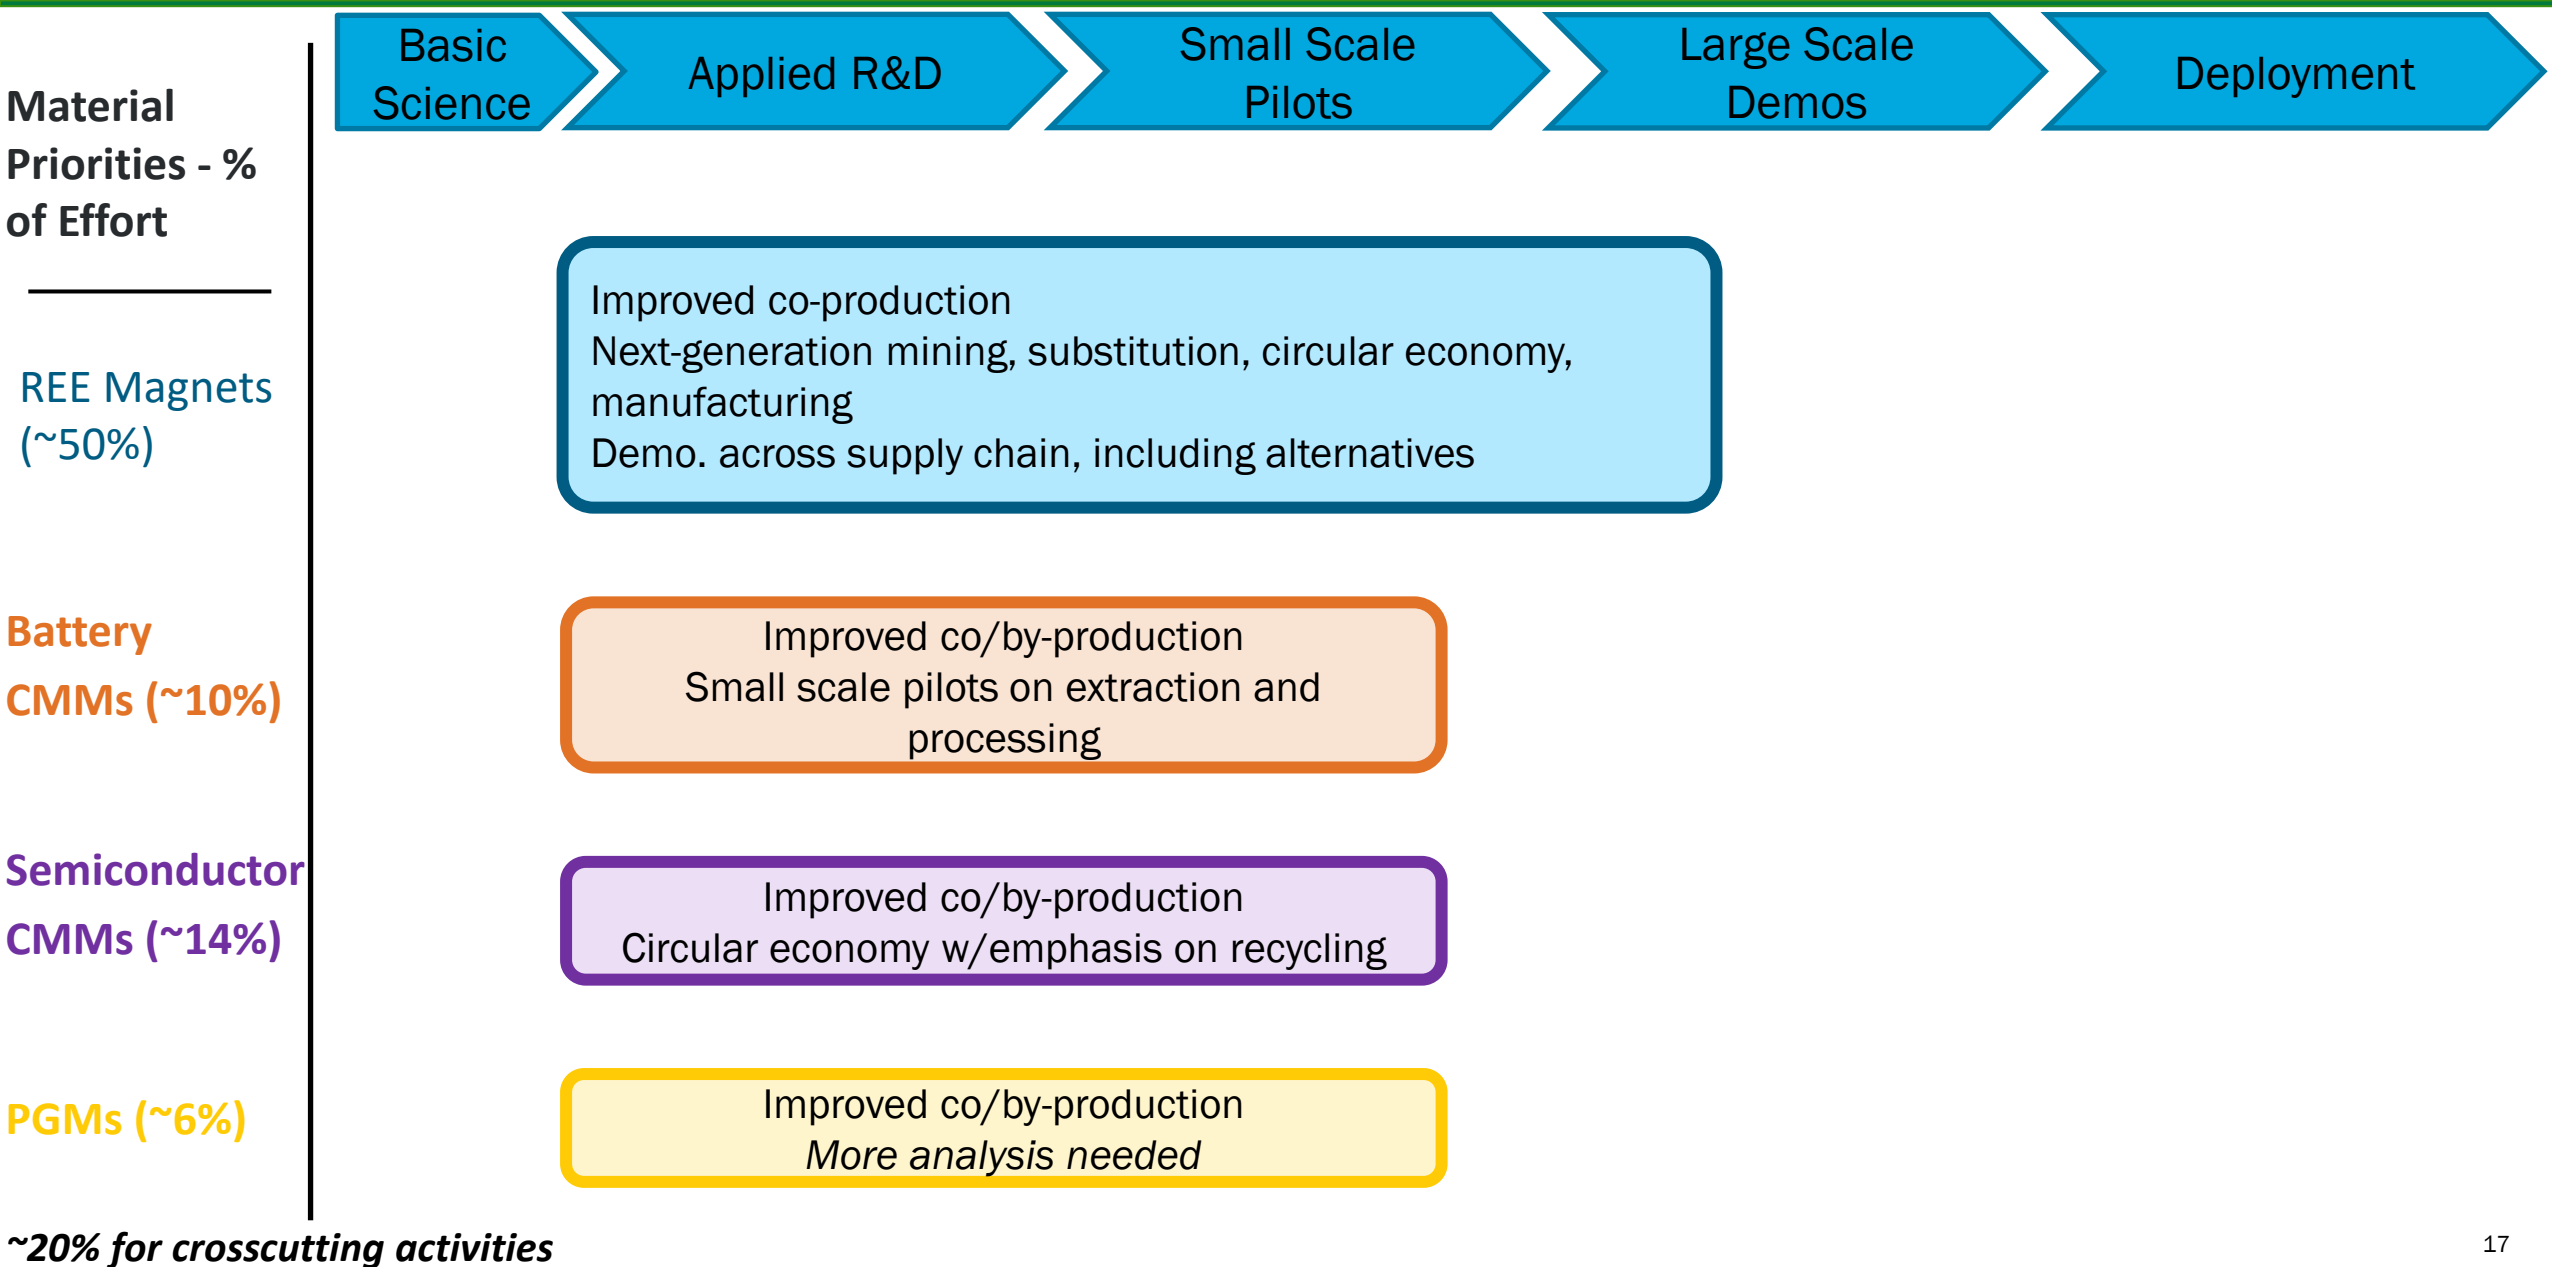 Basic
Science
Applied R&D
Small Scale
Pilots
Large Scale
Demos
Deployment
Material
Priorities - %
of Effort
REE Magnets
(~50%)
Improved co-production
Next-generation mining, substitution, circular economy,
manufacturing
Demo. across supply chain, including alternatives
Battery
CMMs (~10%)
Improved co/by-production
Small scale pilots on extraction and
processing
Semiconductor
CMMs (~14%)
Improved co/by-production
Circular economy w/emphasis on recycling
PGMs (~6%)
Improved co/by-production
More analysis needed
~20% for crosscutting activities
17